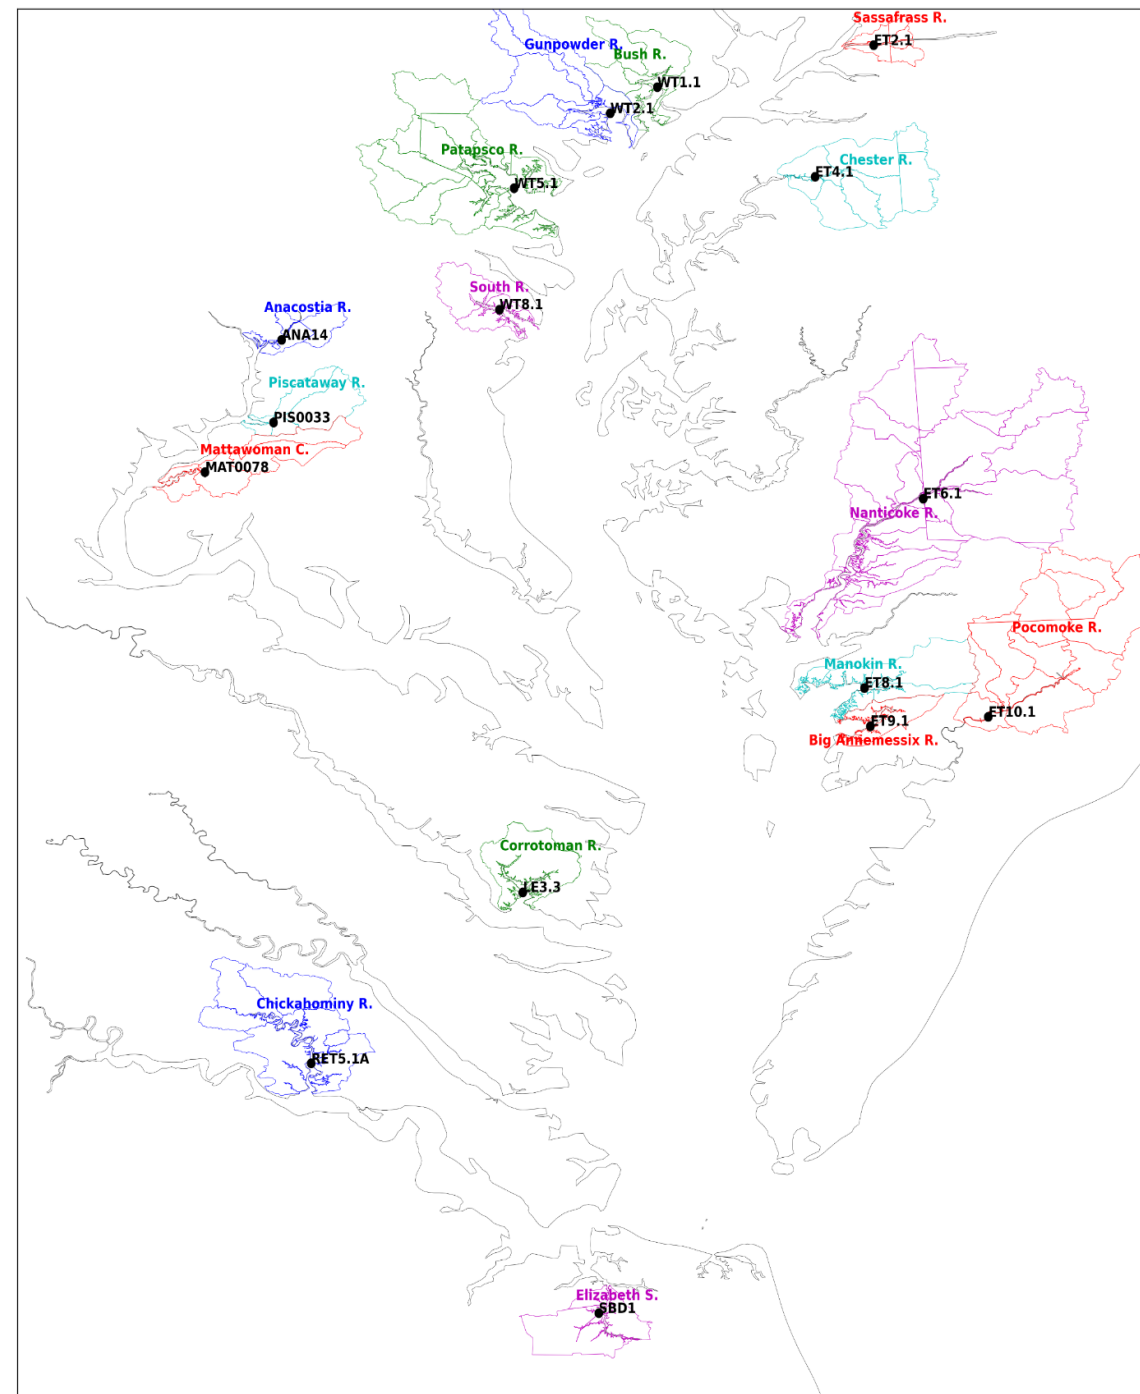 Sassafrass R.
ET2.1
Gunpowder R.
Bush R.
WT1.1
WT2.1
Patapsco R.
WT5.1
Chester R.
ET4.1
South R.
WT8.1
Anacostia R.
ANA14
Piscataway R.
PIS0033
Mattawoman C.
MAT0078
ET6.1
Nanticoke R.
Pocomoke R.
Manokin R.
ET8.1
ET10.1
ET9.1
Big Annemessix R.
Corrotoman R.
LE3.3
Chickahominy R.
RET5.1A
Elizabeth S.
SBD1